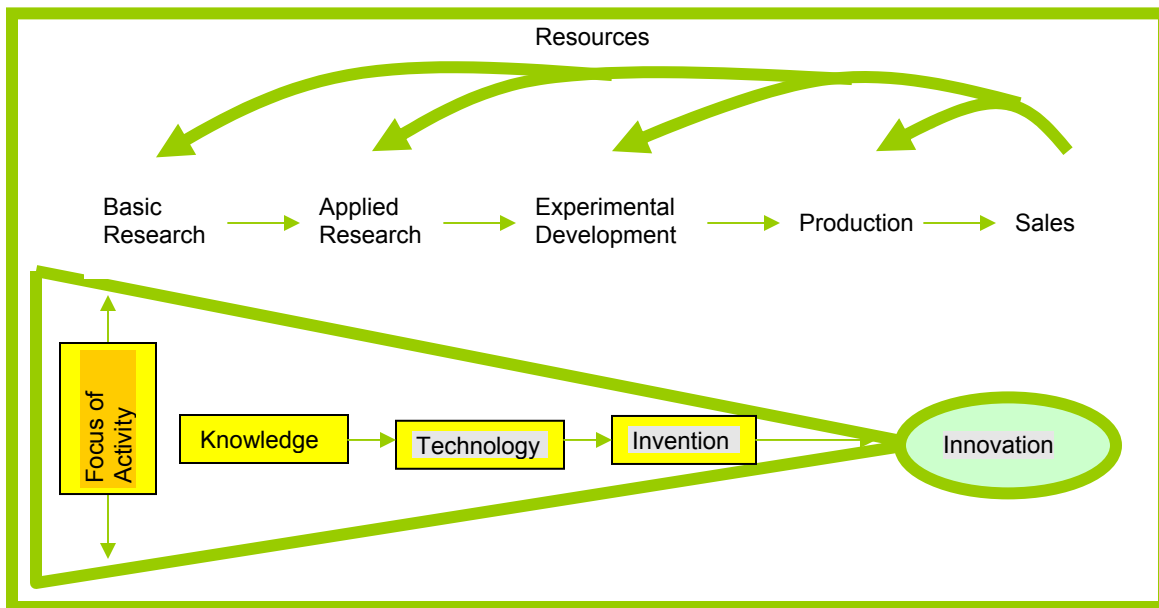 Resources
Basic
Research
Applied
Research
Experimental
Development
Production
Sales
Focus of
Activity
Knowledge
Technology
Invention
Innovation